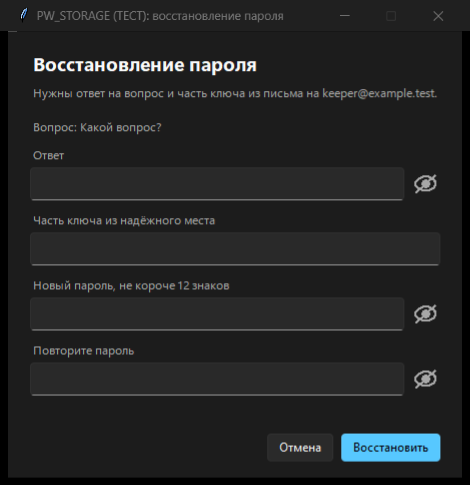 PW_STORAGE (ТЕСТ): восстановление пароля
Восстановление пароля
Нужны ответ на вопрос и часть ключа из письма на keeper@example.test.
Вопрос: Какой вопрос?
Ответ
Часть ключа из надёжного места
Новый пароль, не короче 12 знаков
Повторите пароль
Отмена
Восстановить